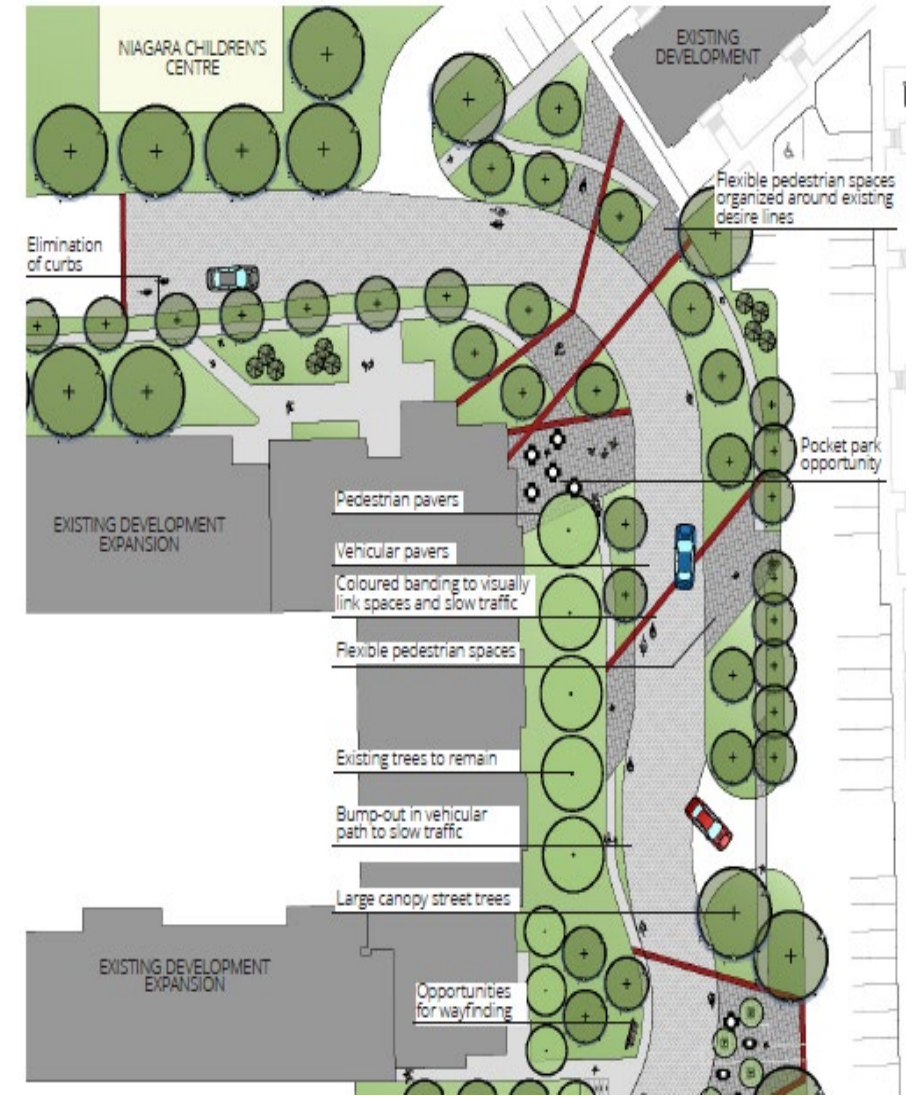 NIAGARA CHILDREN'S
CENTRE
EXISTING
DEVELOPMENT
Flexible pedestrian spaces
organized around existing
desire lines
Elimination
of curbs
Pocket park
opportunity
Pedestrian pavers
EXISTING DEVELOPMENT
EXPANSION
Vehicular pavers
Coloured banding to visually
link spaces and slow traffic
Flexible pedestrian spaces
Existing trees to remain
Bump-out in vehicular
path to slow traffic
Large canopy street trees
EXISTING DEVELOPMENT
EXPANSION
Opportunities
for wayfinding